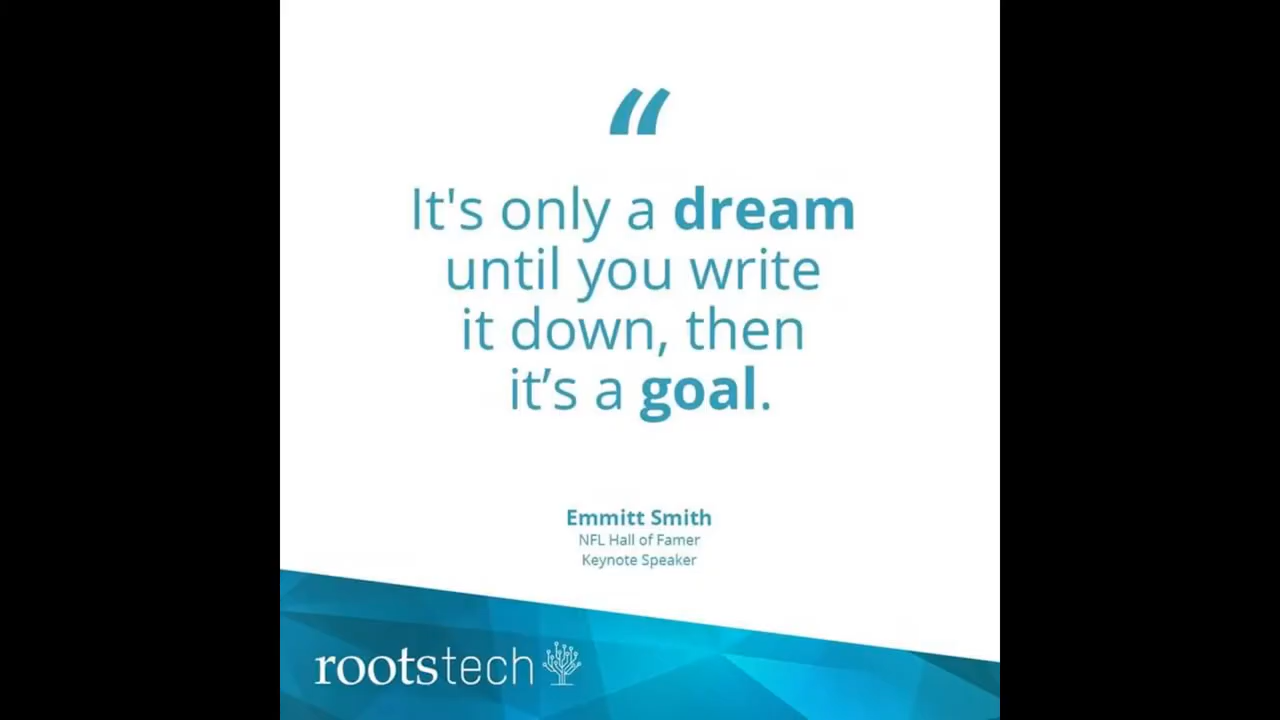 “
It's only a dream
until you write
it down, then
it’s a goal.
Emmitt Smith
NFL Hall of Famer
Keynote Speaker
rootstech